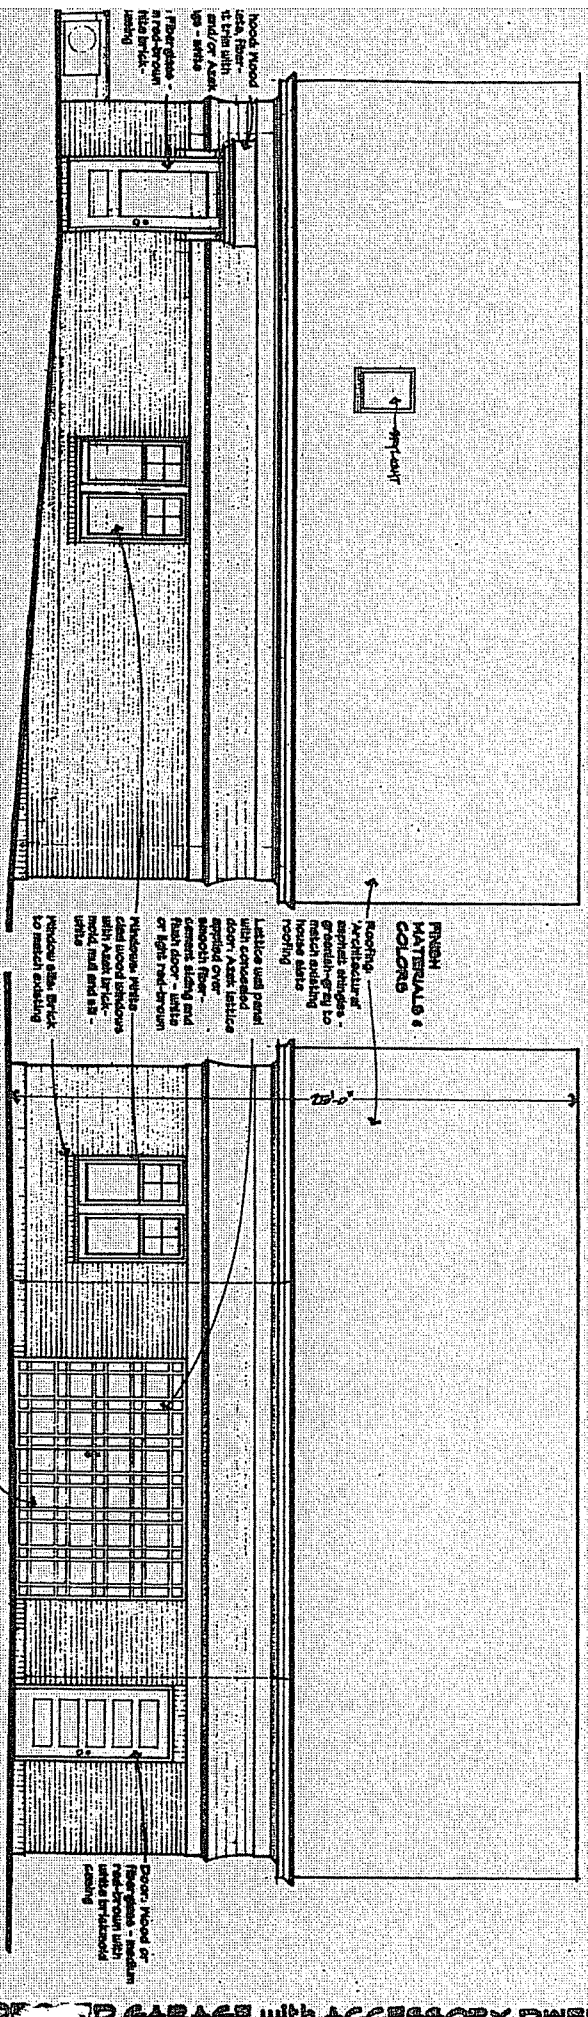 hood: Wood
t trim with
and/or Azek
- white
Fiberglass -
red-brown
white brick-
casing
SKYLIGHT
FINISH
MATERIALS &
COLORS
Roofing:
'Architectural'
asphalt shingles -
greenish-gray to
match existing
house slate
roofing
Lattice wall panel
with concealed
door: Azek lattice
applied over
smooth fiber-
cement siding and
flush door - white
or light red-brown
Windows: White
clad wood windows
with Azek brick-
mold, mull and sill -
white
Window sills: Brick
to match existing
22'-0"
Door: Wood or
fiberglass - medium
red-brown with
white brickmold
casing
GARAGE with ACCESSORY